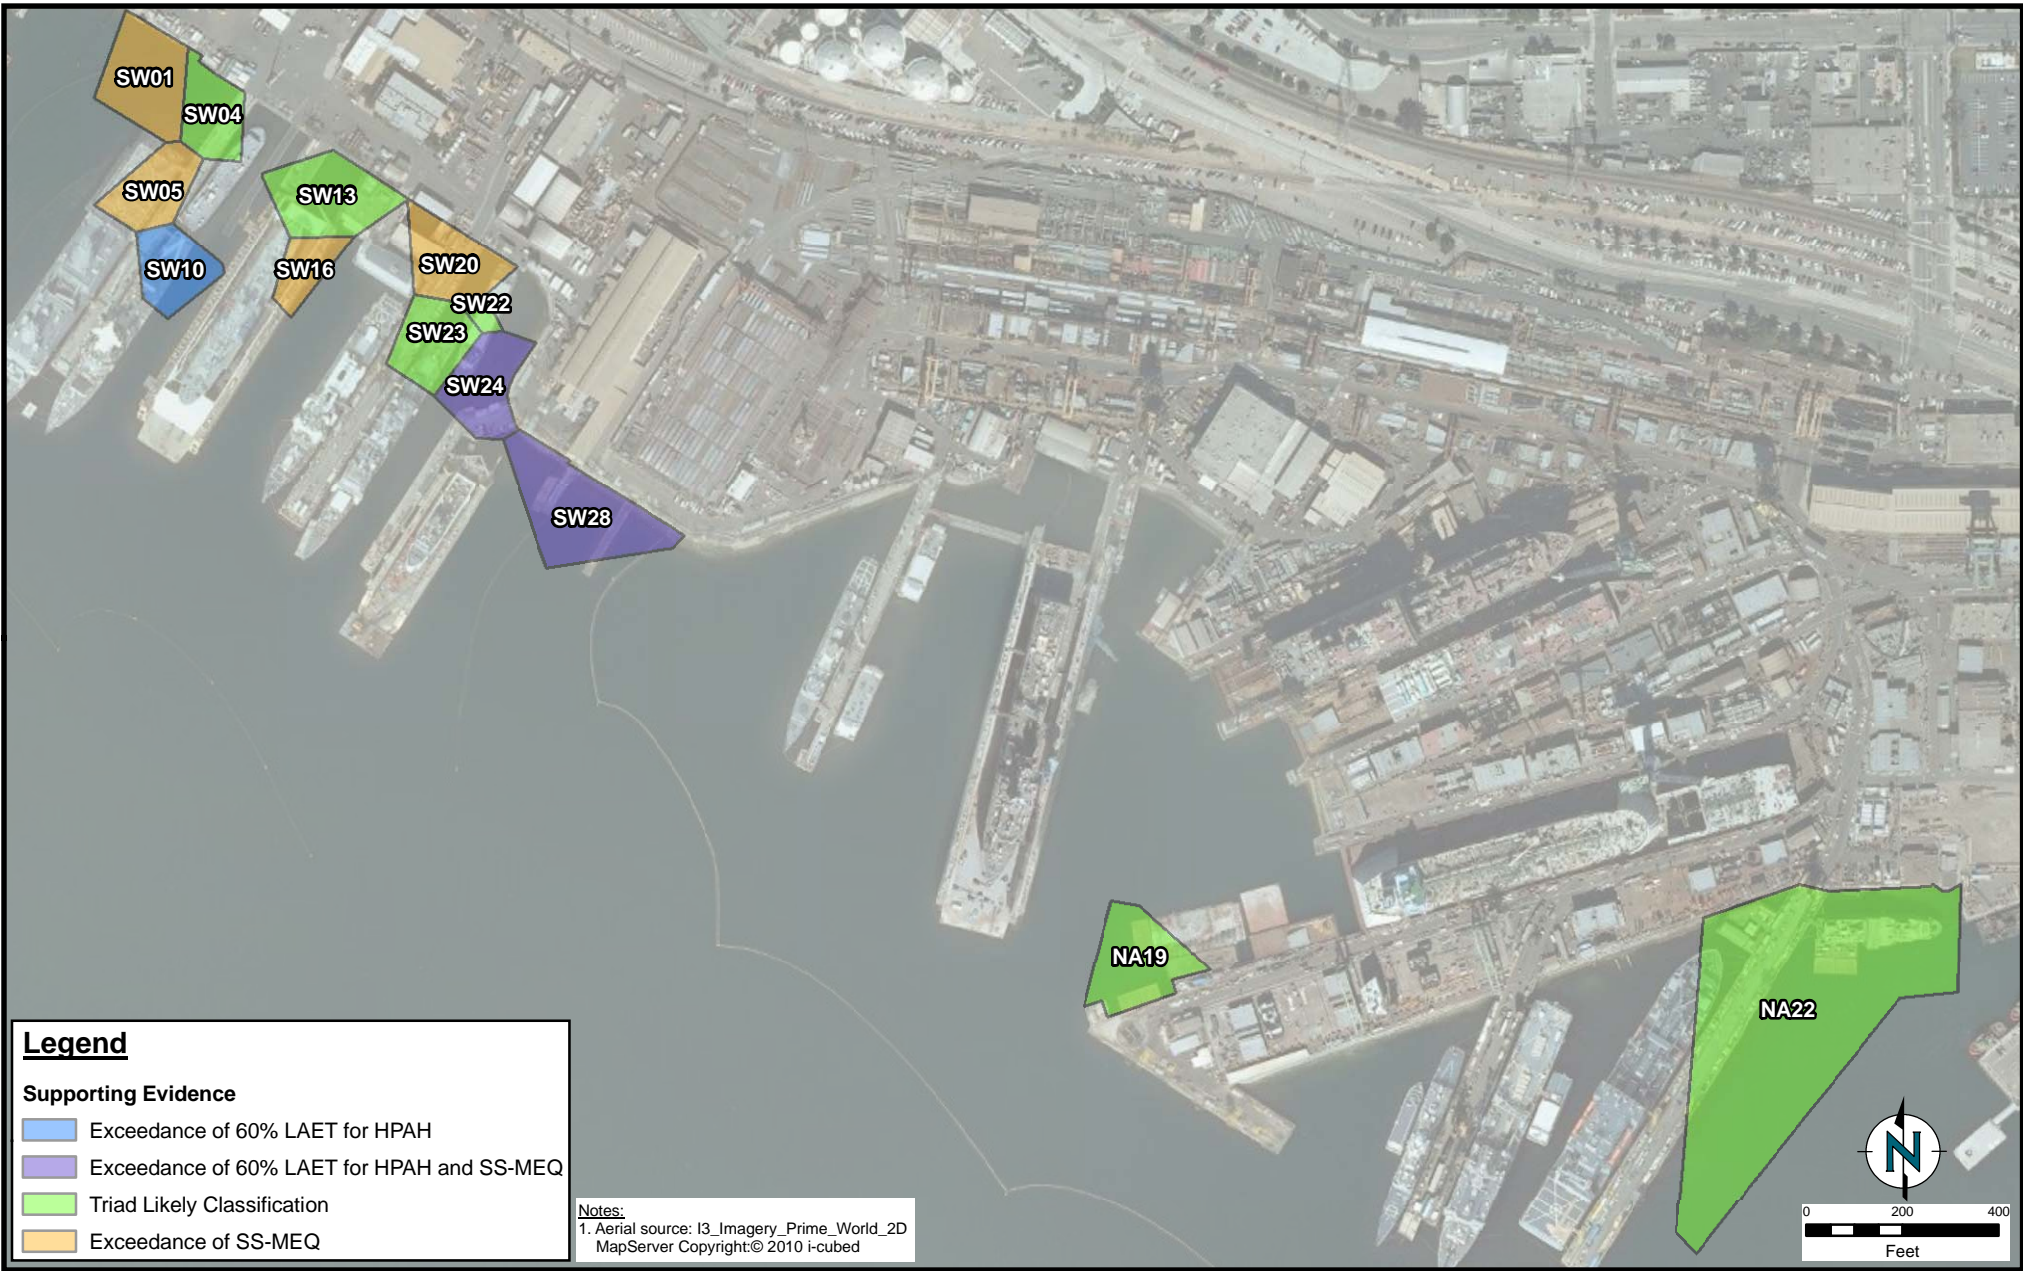 SW01
SW04
SW05
SW13
SW10
SW16
SW20
SW22
SW23
SW24
SW28
NA19
NA22
Legend
Supporting Evidence
Exceedance of 60% LAET for HPAH
Exceedance of 60% LAET for HPAH and SS-MEQ
Triad Likely Classification
Exceedance of SS-MEQ
Notes:
1. Aerial source: I3_Imagery_Prime_World_2D
MapServer Copyright:© 2010 i-cubed
N
0 200 400
Feet